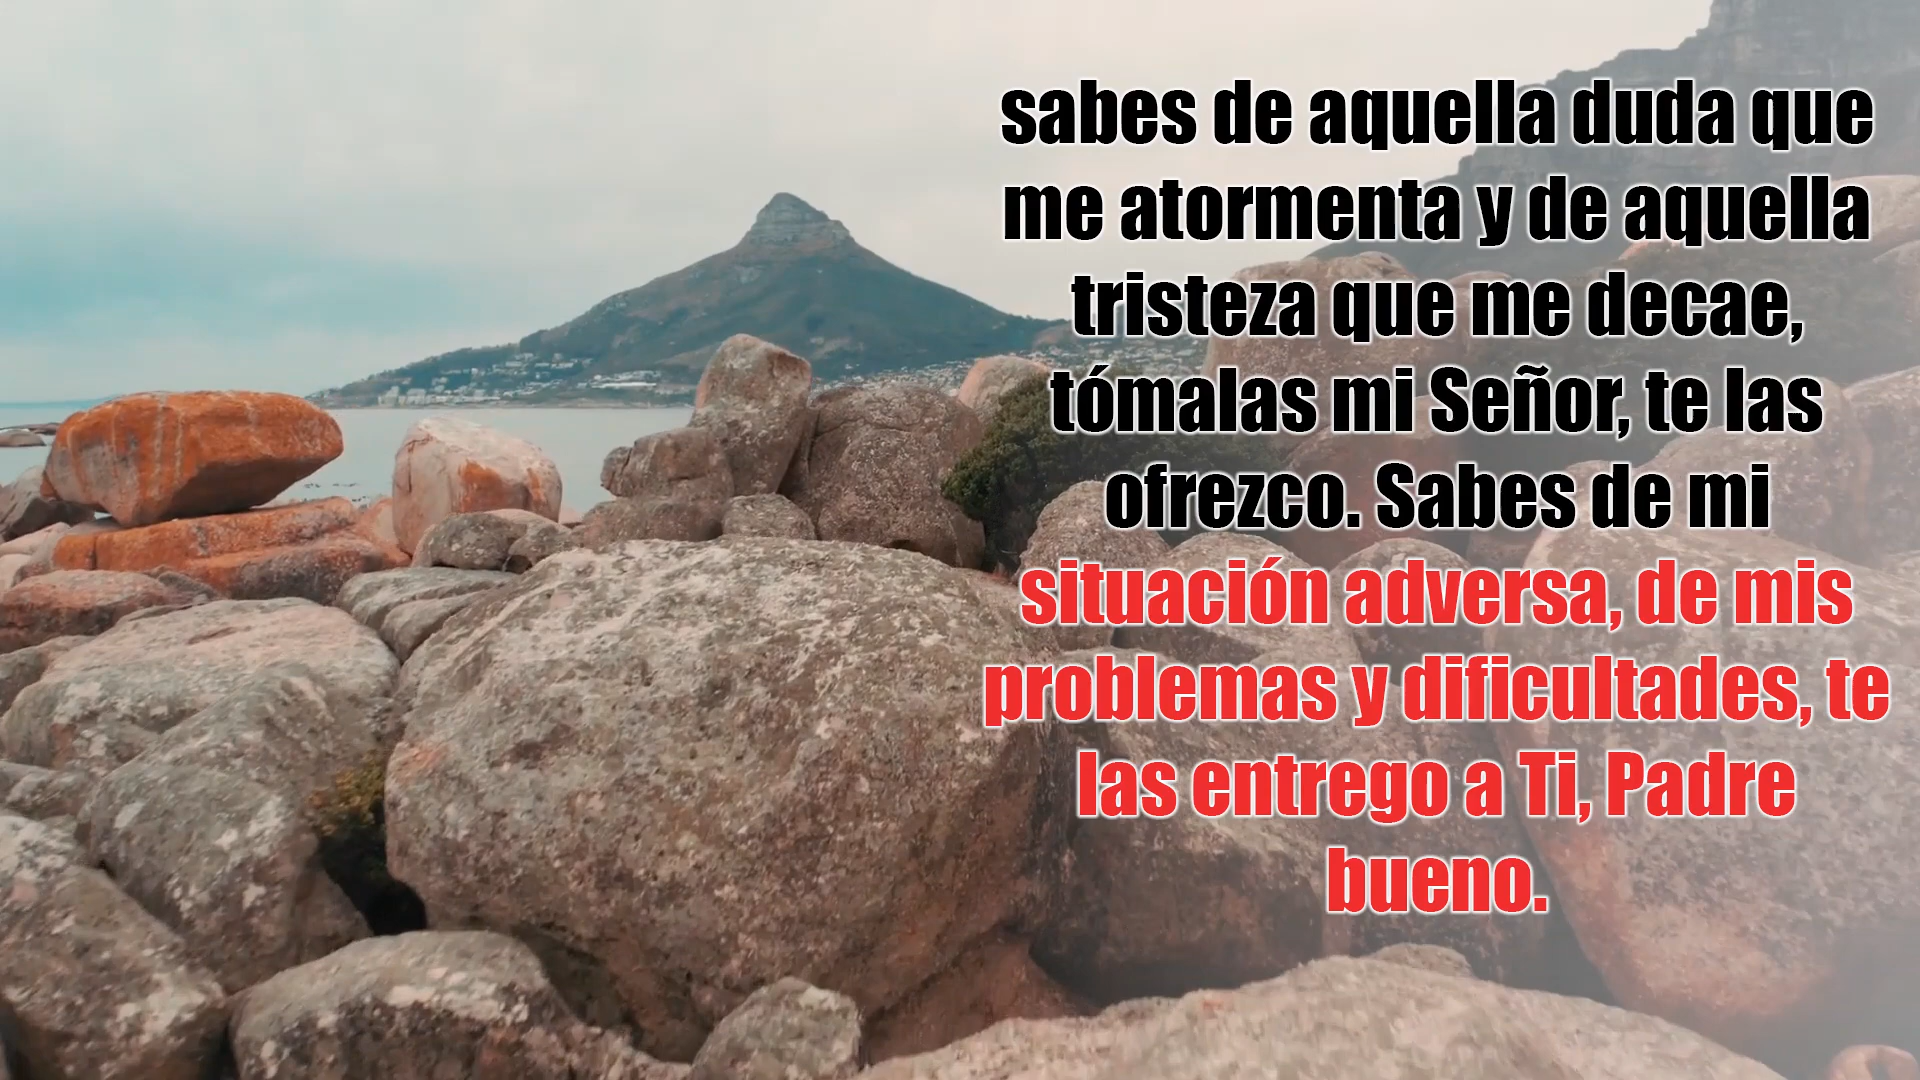 sabes de aquella duda que
me atormenta y de aquella
tristeza que me decae,
tómalas mi Señor, te las
ofrezco. Sabes de mi
situación adversa, de mis
problemas y dificultades, te
las entrego a Ti, Padre
bueno.